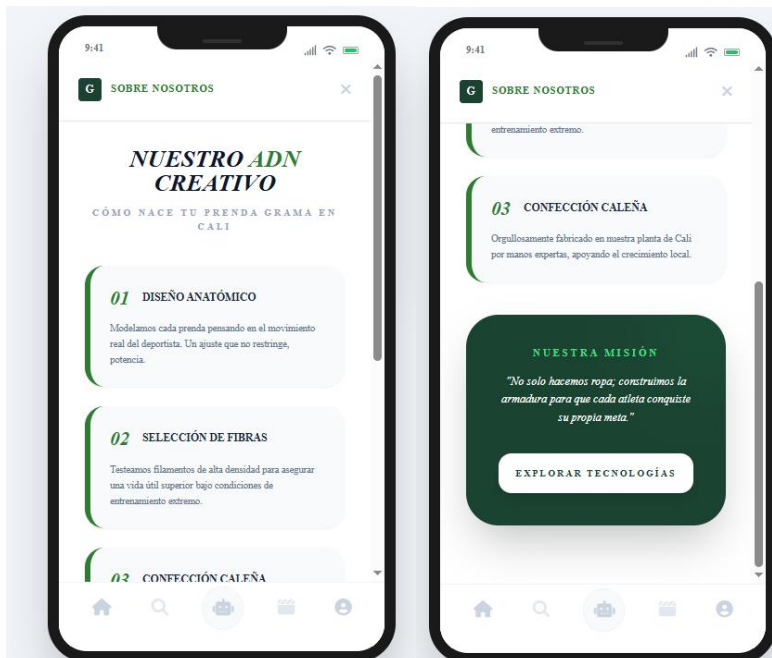 9:41
G SOBRE NOSOTROS ×
NUESTRO ADN
CREATIVO
CÓMO NACE TU PRENDA GRAMA EN
CALI
01 DISEÑO ANATÓMICO
Modelamos cada prenda pensando en el movimiento
real del deportista. Un ajuste que no restringe,
potencia.
02 SELECCIÓN DE FIBRAS
Testeamos filamentos de alta densidad para asegurar
una vida útil superior bajo condiciones de
entrenamiento extremo.
03 CONFECCIÓN CALEÑA
9:41
G SOBRE NOSOTROS ×
entrenamiento extremo.
03 CONFECCIÓN CALEÑA
Orgullosamente fabricado en nuestra planta de Cali
por manos expertas, apoyando el crecimiento local.
NUESTRA MISIÓN
"No solo hacemos ropa; construimos la
armadura para que cada atleta conquiste
su propia meta."
EXPLORAR TECNOLOGÍAS